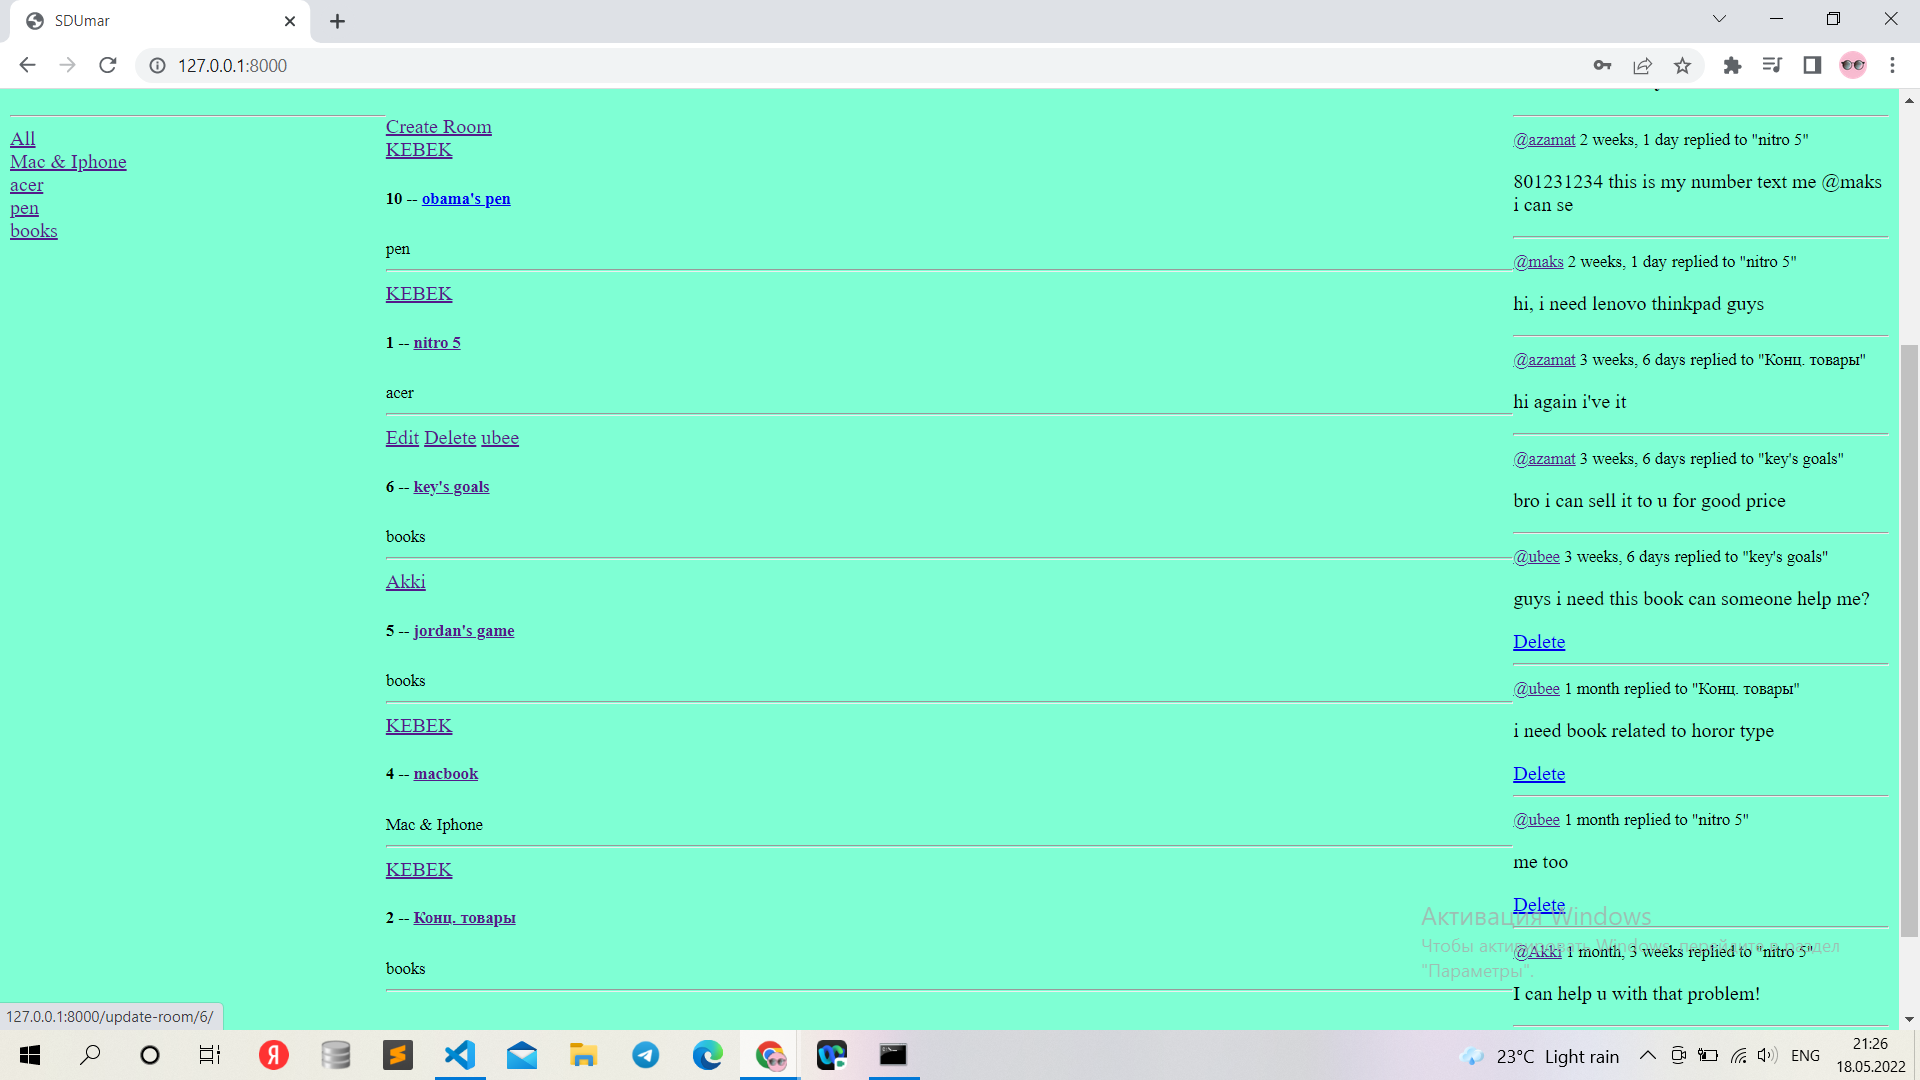 SDUmar
127.0.0.1:8000
All
Mac & Iphone
acer
pen
books
Create Room
KEBEK
10 -- obama's pen
pen
KEBEK
1 -- nitro 5
acer
Edit Delete ubee
6 -- key's goals
books
Akki
5 -- jordan's game
books
KEBEK
4 -- macbook
Mac & Iphone
KEBEK
2 -- Конц. товары
books
@azamat 2 weeks, 1 day replied to "nitro 5"
801231234 this is my number text me @maks
i can se
@maks 2 weeks, 1 day replied to "nitro 5"
hi, i need lenovo thinkpad guys
@azamat 3 weeks, 6 days replied to "Конц. товары"
hi again i've it
@azamat 3 weeks, 6 days replied to "key's goals"
bro i can sell it to u for good price
@ubee 3 weeks, 6 days replied to "key's goals"
guys i need this book can someone help me?
Delete
@ubee 1 month replied to "Конц. товары"
i need book related to horor type
Delete
@ubee 1 month replied to "nitro 5"
me too
Delete
@Akki 1 month, 3 weeks replied to "nitro 5"
I can help u with that problem!
Активация Windows
Чтобы активировать Windows, перейдите в раздел
"Параметры".
127.0.0.1:8000/update-room/6/
Я
23°C Light rain
ENG
21:26
18.05.2022